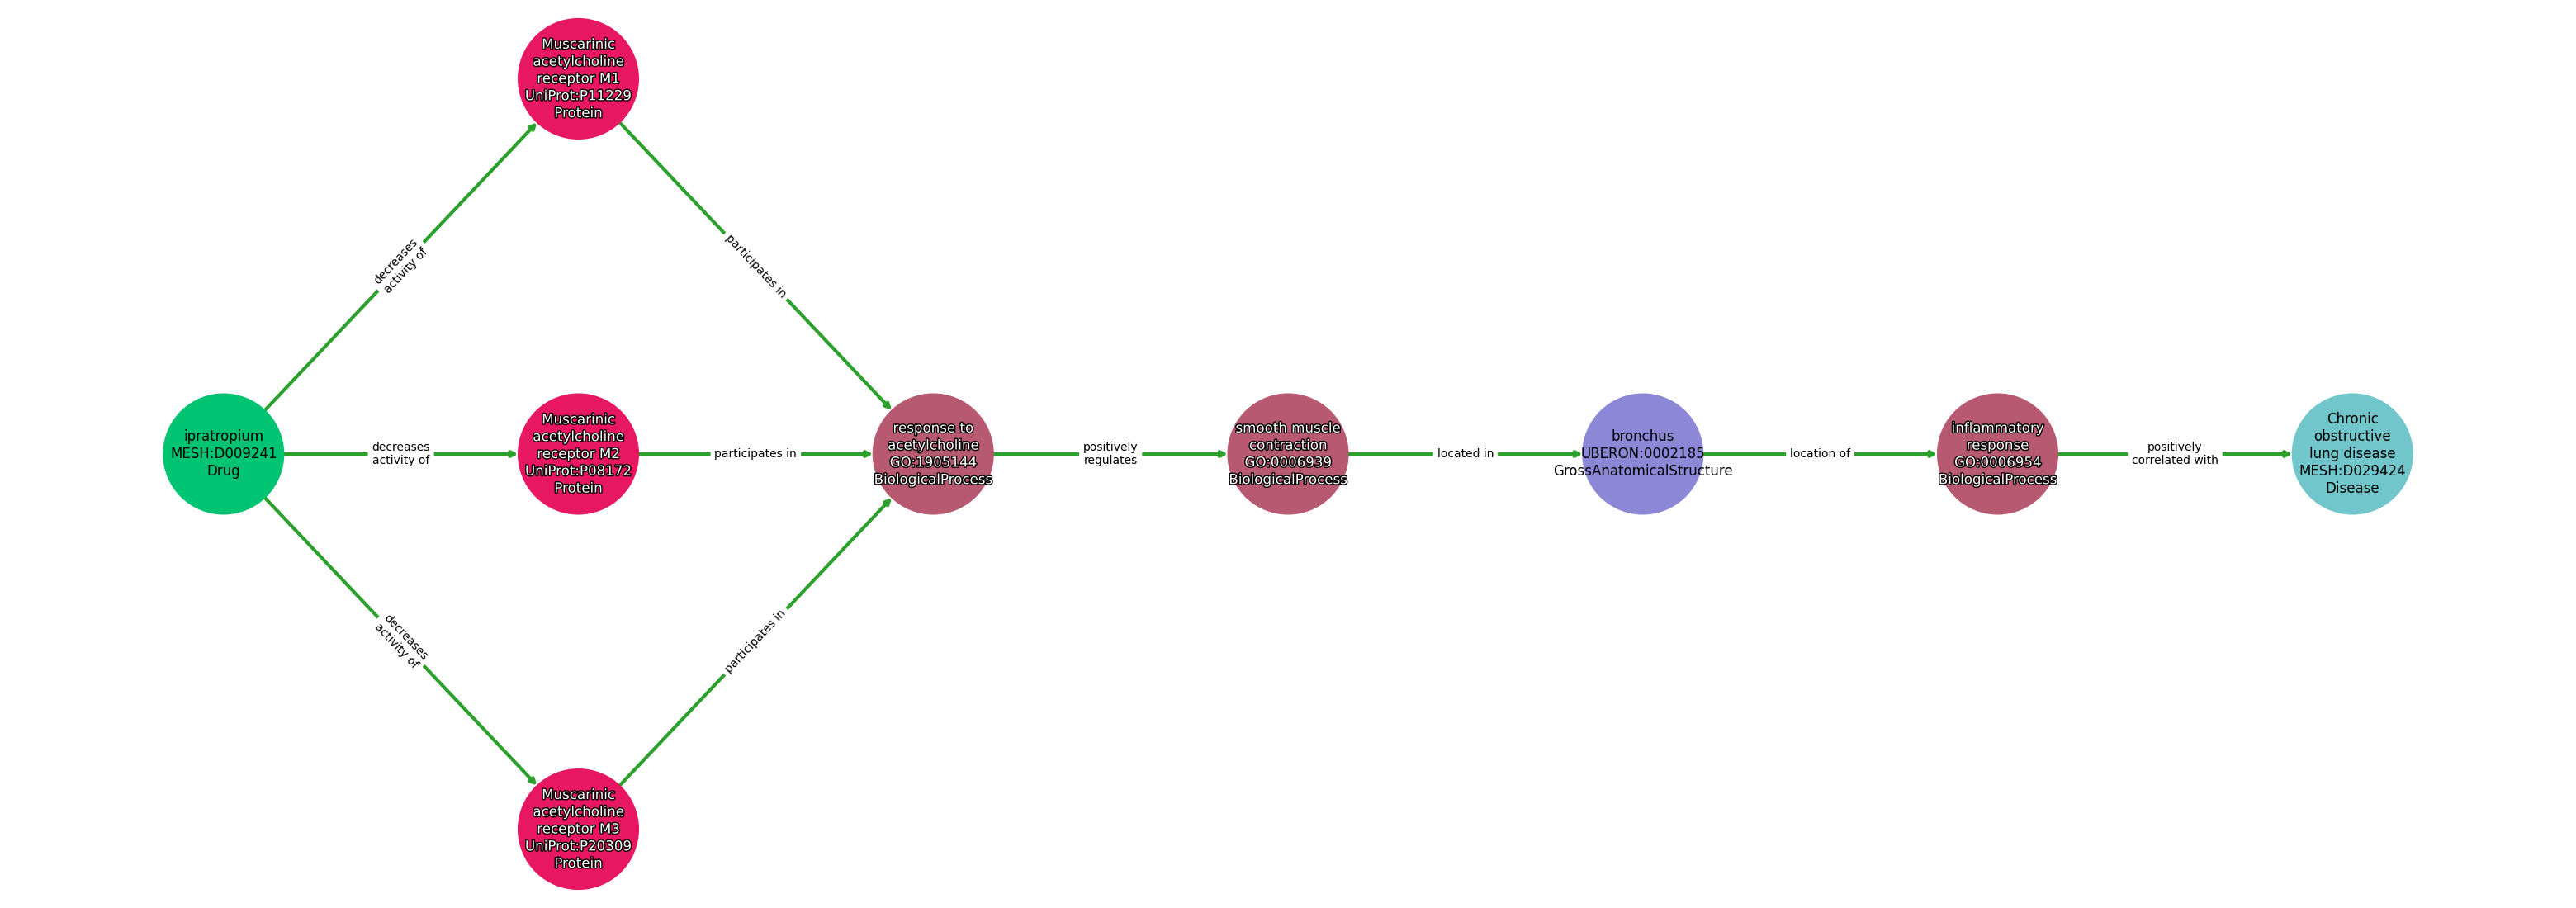 Muscarinic
acetylcholine
receptor M1
UniProt:P11229
Protein
decreases
activity of
participates in
ipratropium
MESH:D009241
Drug
decreases
activity of
Muscarinic
acetylcholine
receptor M2
UniProt:P08172
Protein
participates in
response to
acetylcholine
GO:1905144
BiologicalProcess
positively
regulates
smooth muscle
contraction
GO:0006939
BiologicalProcess
located in
bronchus
UBERON:0002185
GrossAnatomicalStructure
location of
inflammatory
response
GO:0006954
BiologicalProcess
positively
correlated with
Chronic
obstructive
lung disease
MESH:D029424
Disease
decreases
activity of
participates in
Muscarinic
acetylcholine
receptor M3
UniProt:P20309
Protein